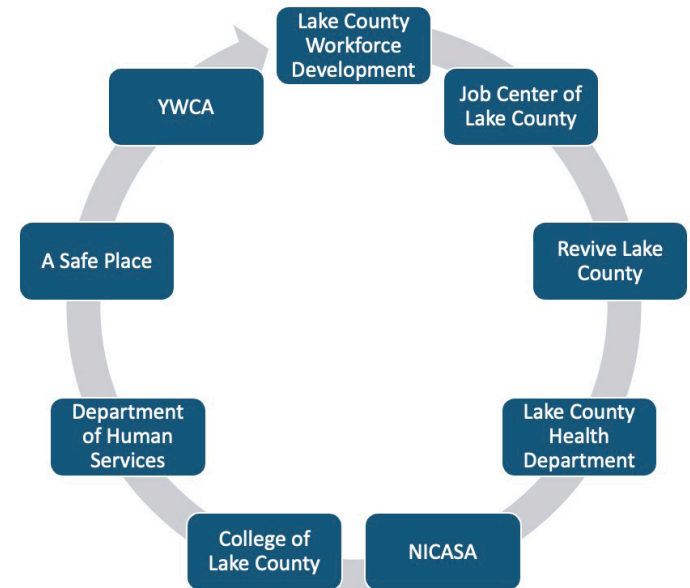 Lake County
Workforce
Development
Job Center of
Lake County
Revive Lake
County
Lake County
Health
Department
NICASA
College of
Lake County
Department
of Human
Services
A Safe Place
YWCA